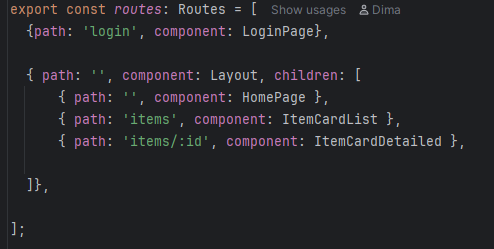 export const routes: Routes = [ Show usages Dima
{path: 'login', component: LoginPage},
{ path: '', component: Layout, children: [
{ path: '', component: HomePage },
{ path: 'items', component: ItemCardList },
{ path: 'items/:id', component: ItemCardDetailed },
]},
];